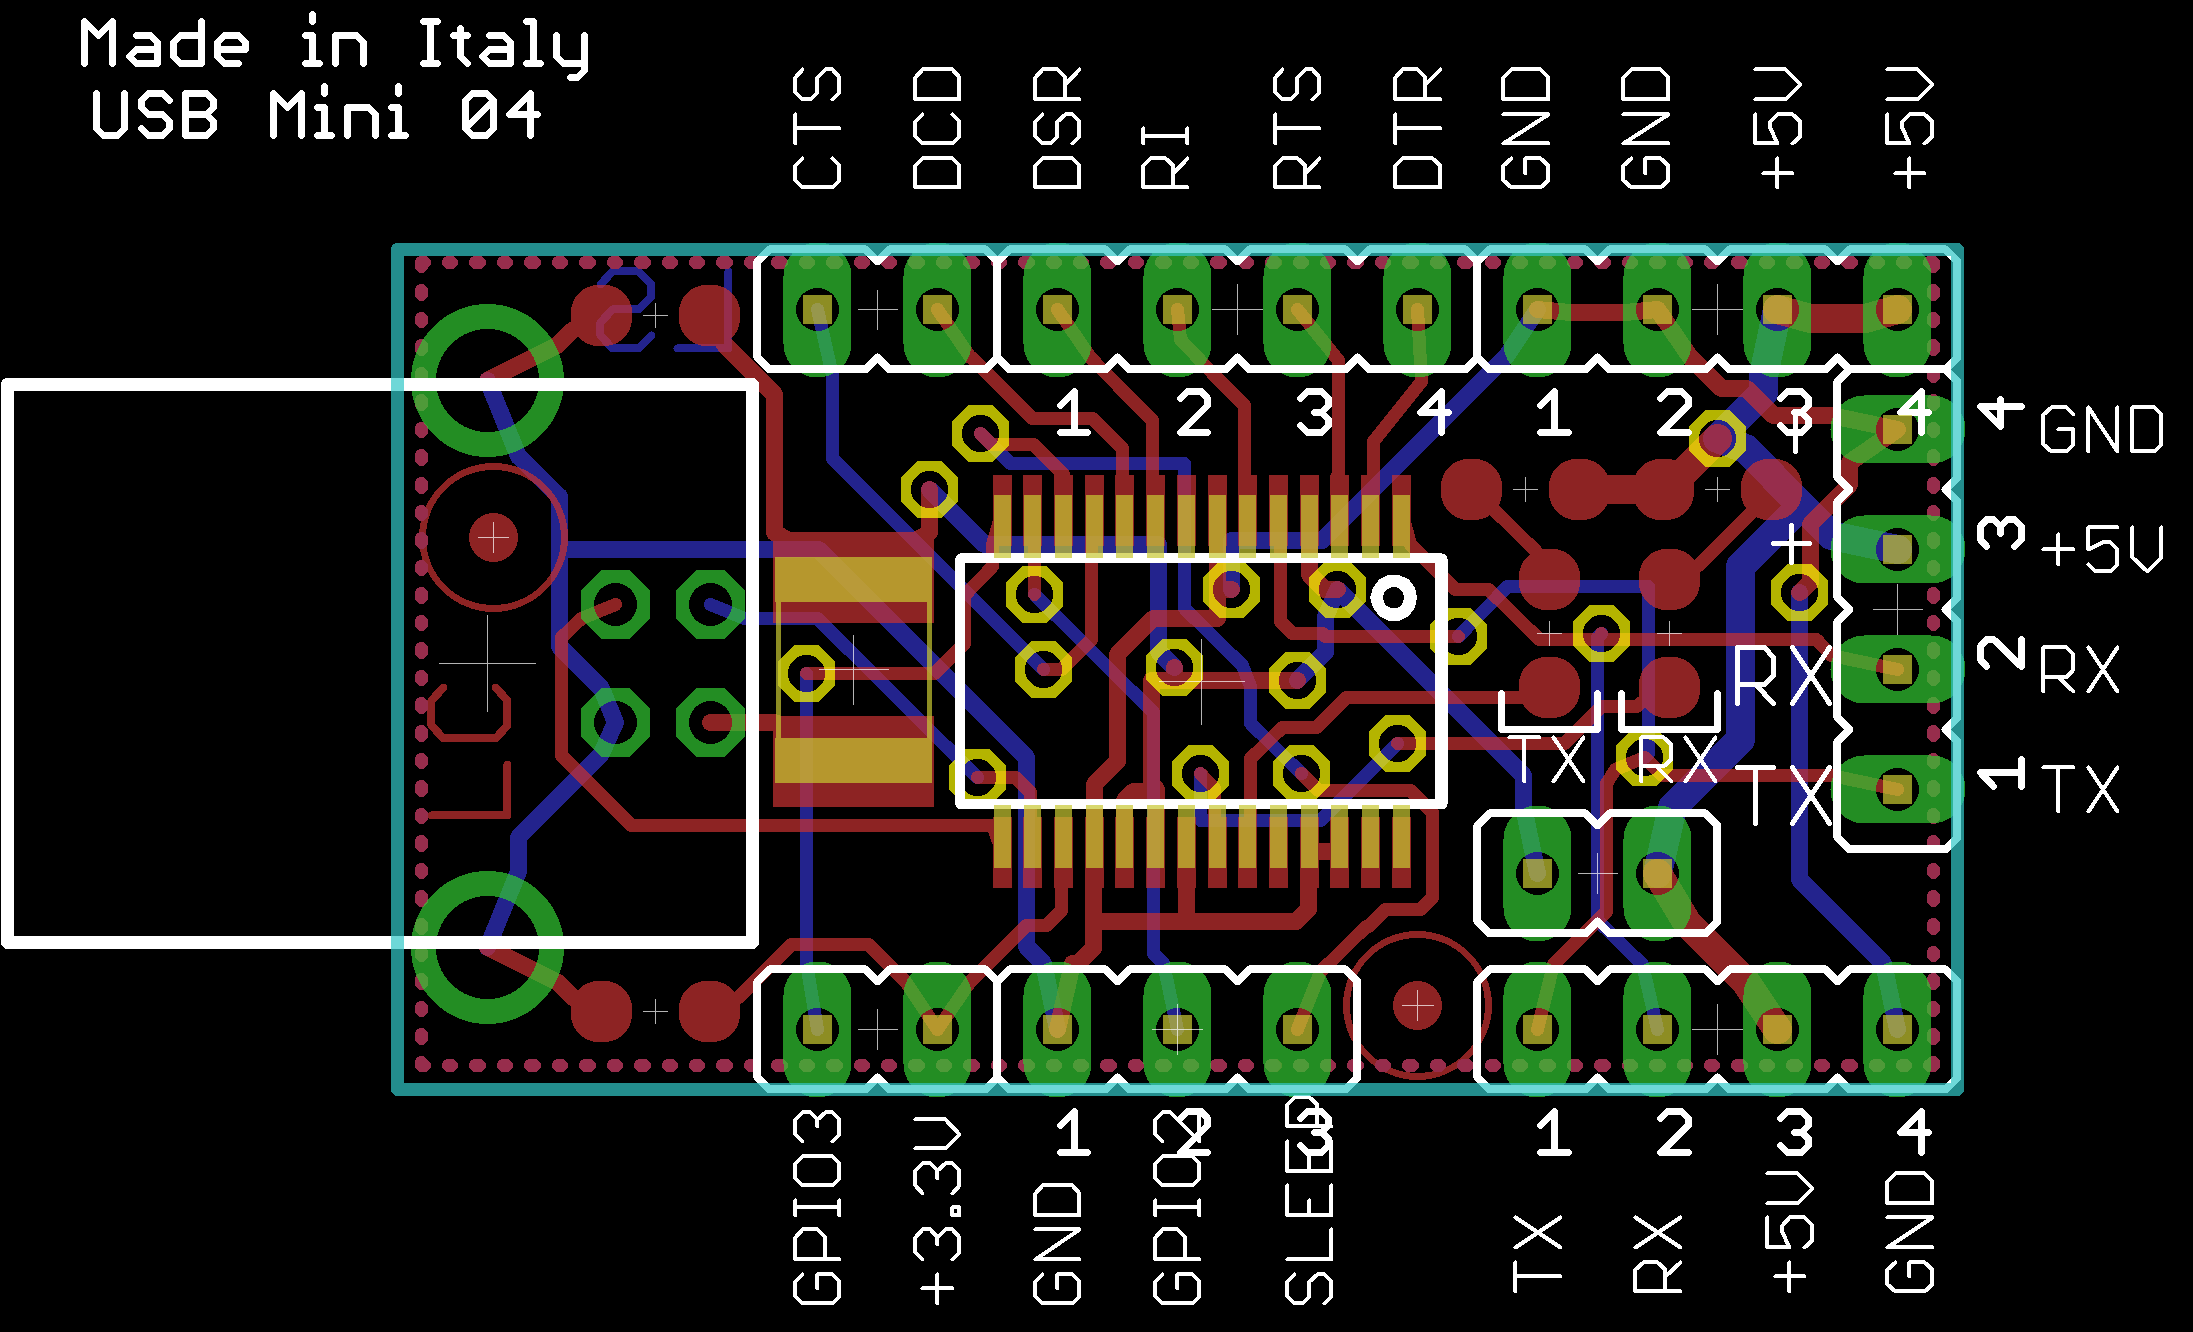 Made in Italy
USB Mini 04
CTS
DCD
DSR
RI
RTS
DTR
GND
GND
+5V
+5V
1
2
3
4
1
2
3
4
4
GND
+
3
+5V
RX
2
RX
TX
RX
TX
1
TX
1
2
3
1
2
3
4
GPIO3
+3.3V
GND
GPIO2
SLEEP
TX
RX
+5V
GND